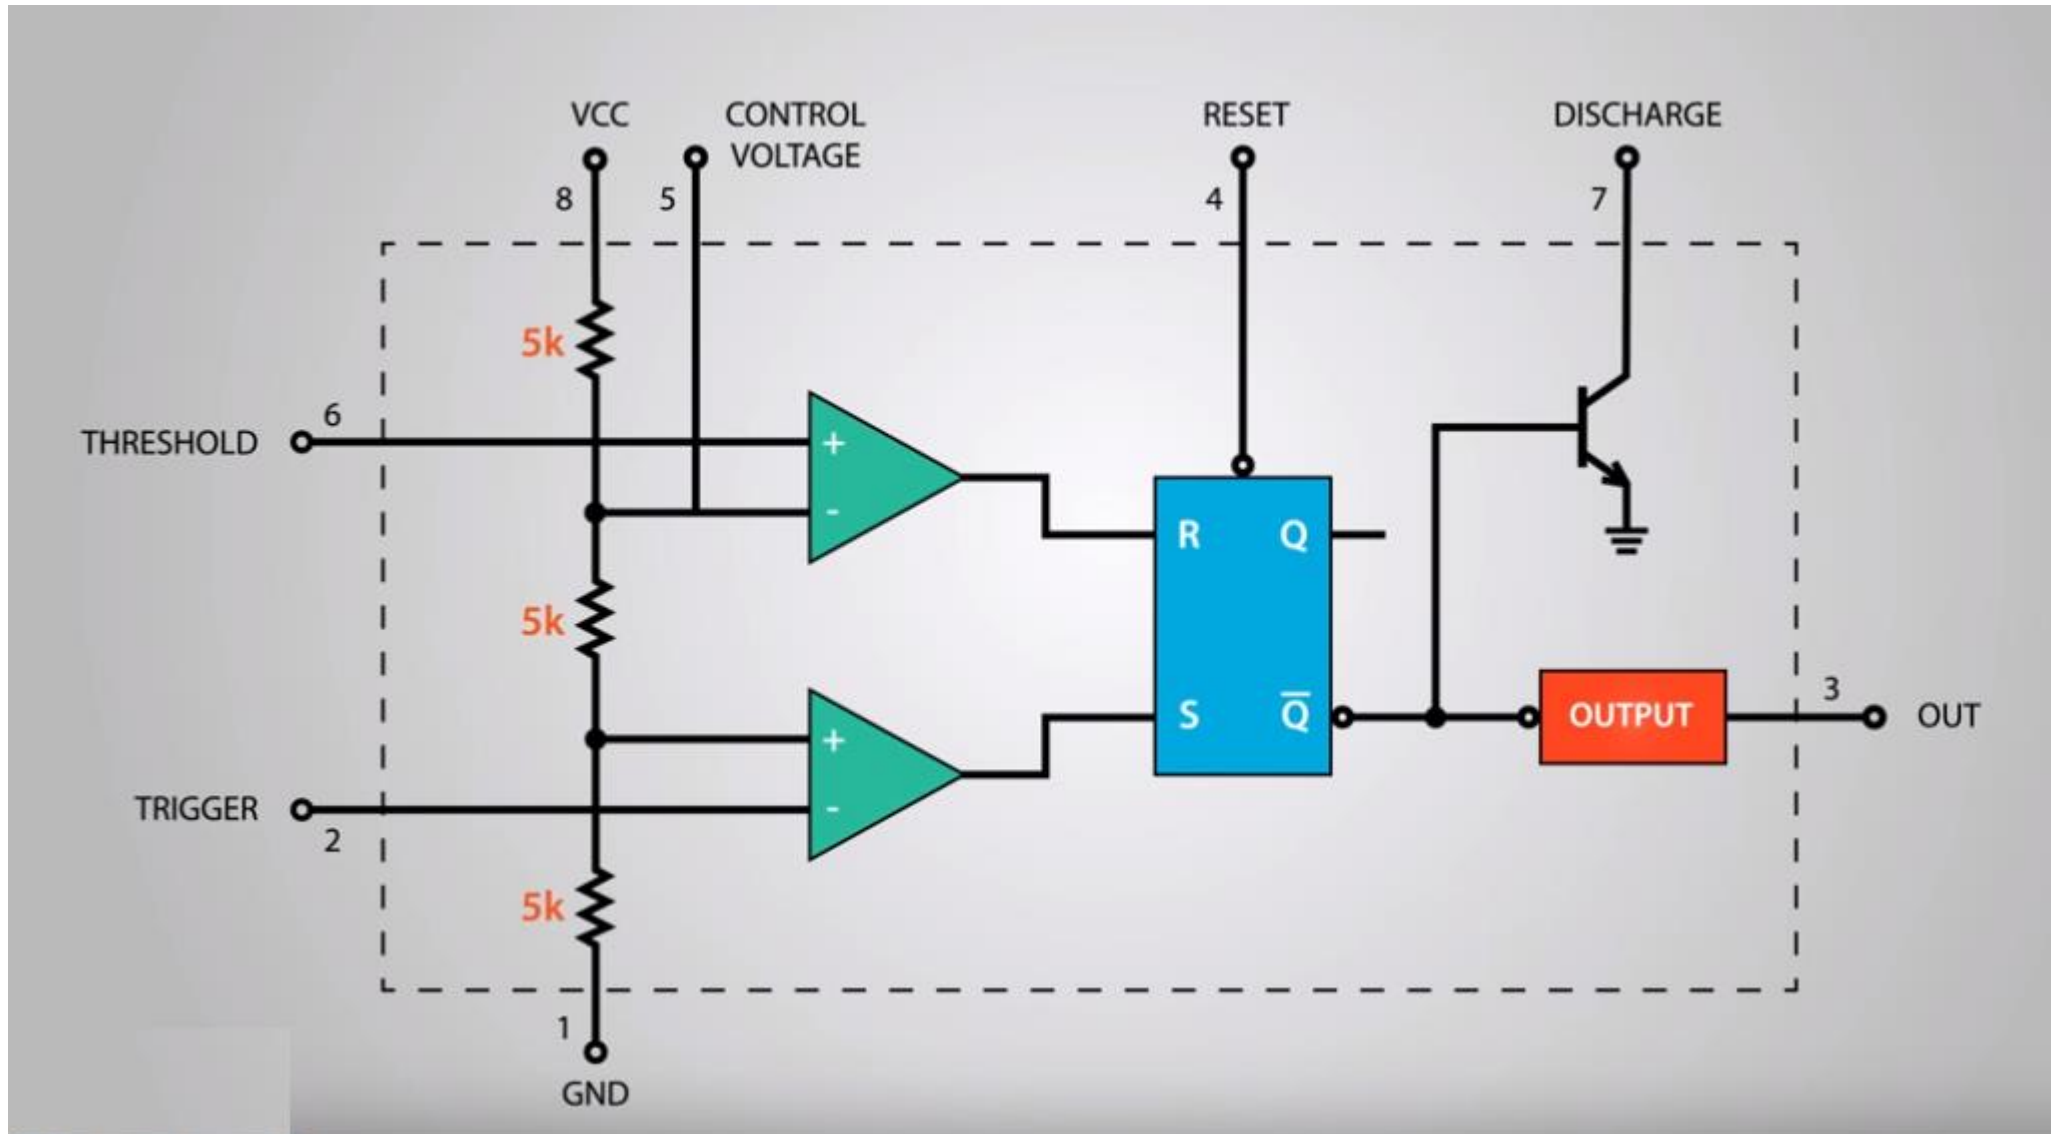 VCC
CONTROL
VOLTAGE
RESET
DISCHARGE
8
5
4
7
5k
6
THRESHOLD
+
-
R
Q
5k
3
S
Q̅
OUTPUT
OUT
+
TRIGGER
-
2
5k
1
GND